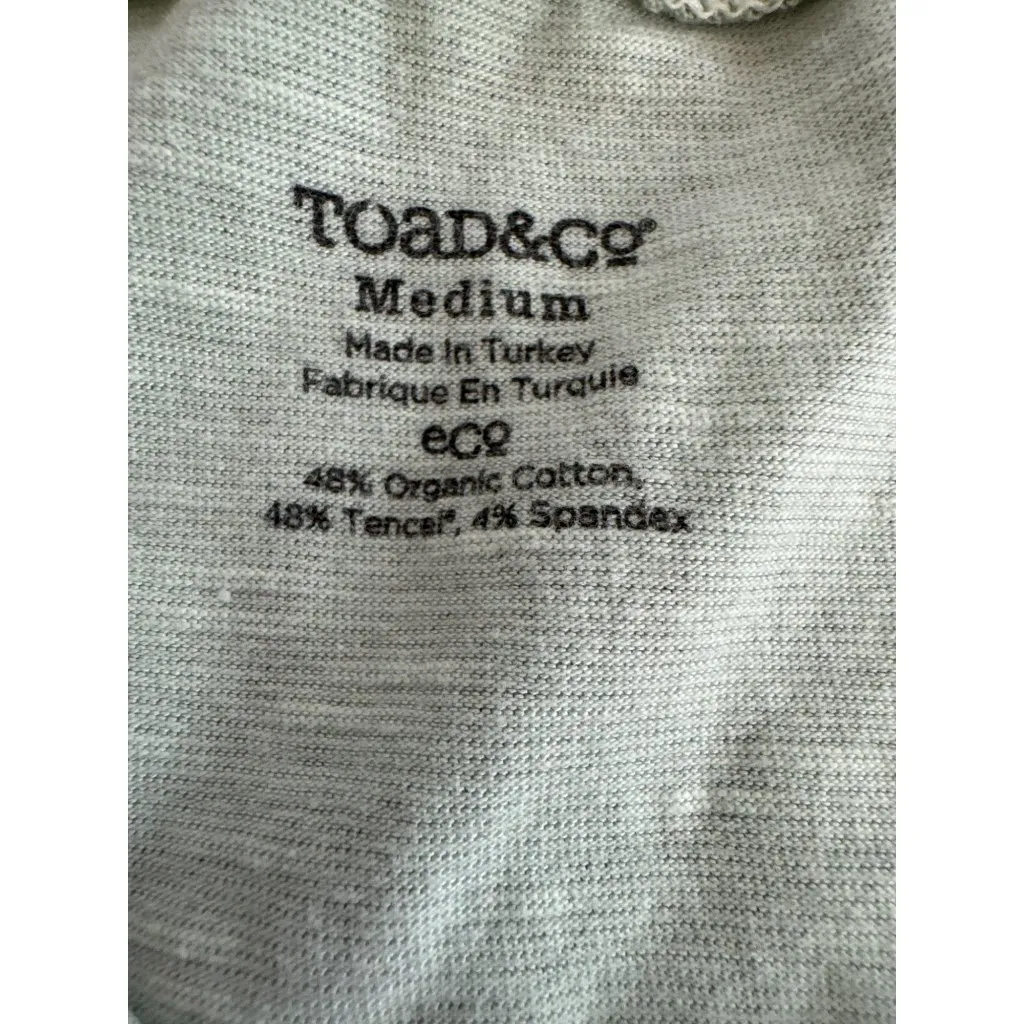 TOAD&CO®
Medium
Made In Turkey
Fabrique En Turquie
eco
48% Organic Cotton,
48% Tencel®, 4% Spandex